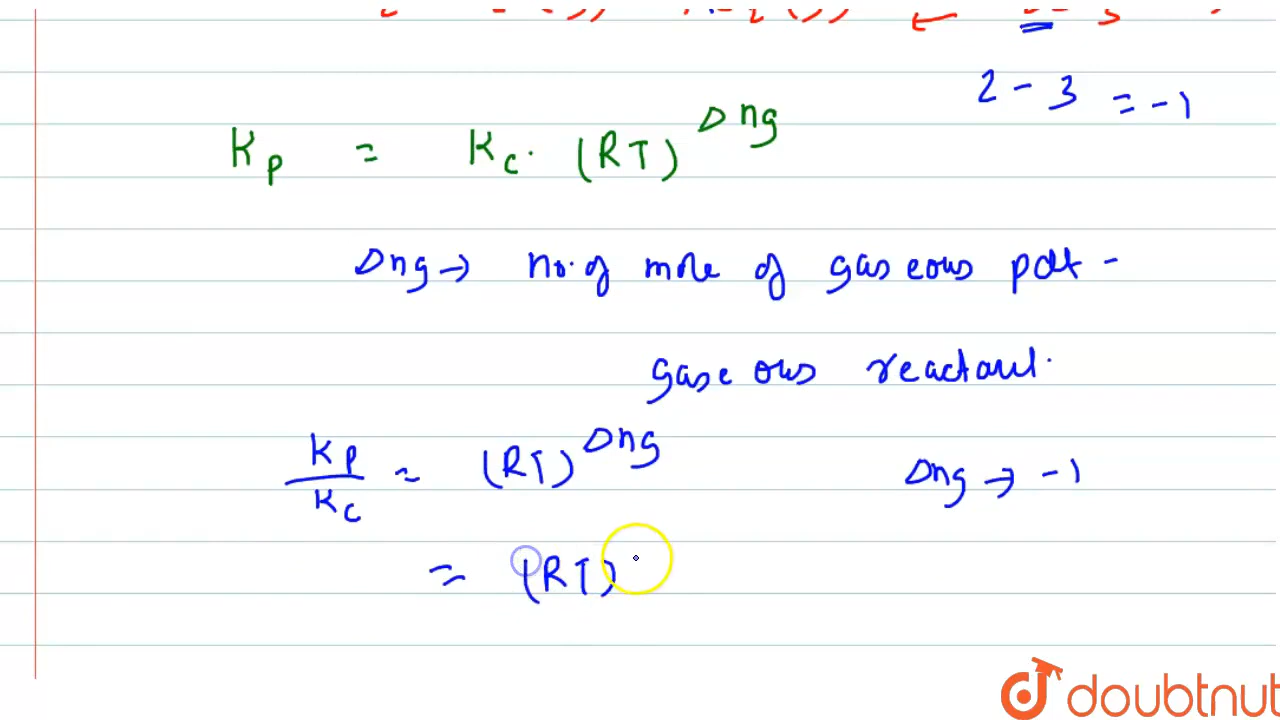 2 - 3 = -1
Kp = Kc. (RT)^Δng
Δng → no. of mole of gaseous pdt -
gaseous reactant.
Kp/Kc = (RT)^Δng
Δng → -1
= (RT)
doubtnut